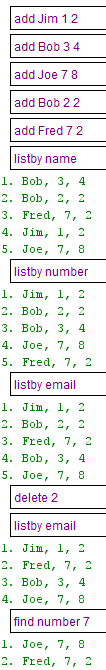 add Jim 1 2
add Bob 3 4
add Joe 7 8
add Bob 2 2
add Fred 7 2
listby name
1. Bob, 3, 4
2. Bob, 2, 2
3. Fred, 7, 2
4. Jim, 1, 2
5. Joe, 7, 8
listby number
1. Jim, 1, 2
2. Bob, 2, 2
3. Bob, 3, 4
4. Joe, 7, 8
5. Fred, 7, 2
listby email
1. Jim, 1, 2
2. Bob, 2, 2
3. Fred, 7, 2
4. Bob, 3, 4
5. Joe, 7, 8
delete 2
listby email
1. Jim, 1, 2
2. Fred, 7, 2
3. Bob, 3, 4
4. Joe, 7, 8
find number 7
1. Joe, 7, 8
2. Fred, 7, 2